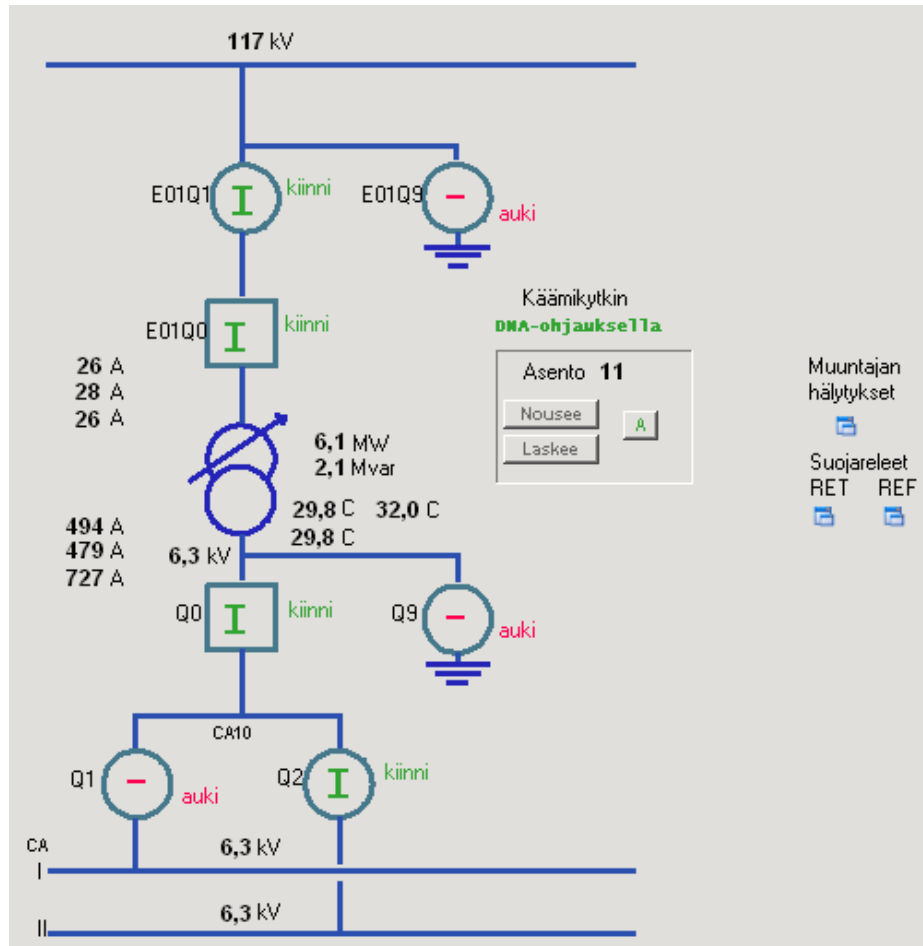 117 kV
E01Q1
kiinni
E01Q9
auki
E01Q0
kiinni
Käämikytkin
DNA-ohjauksella
Asento 11
Nousee
Laskee
A
Muuntajan
hälytykset
Suojareleet
RET REF
26 A
28 A
26 A
6,1 MW
2,1 Mvar
29,8 C 32,0 C
29,8 C
494 A
479 A
727 A
6,3 kV
Q0
kiinni
Q9
auki
CA10
Q1
auki
Q2
kiinni
CA
I
6,3 kV
II
6,3 kV